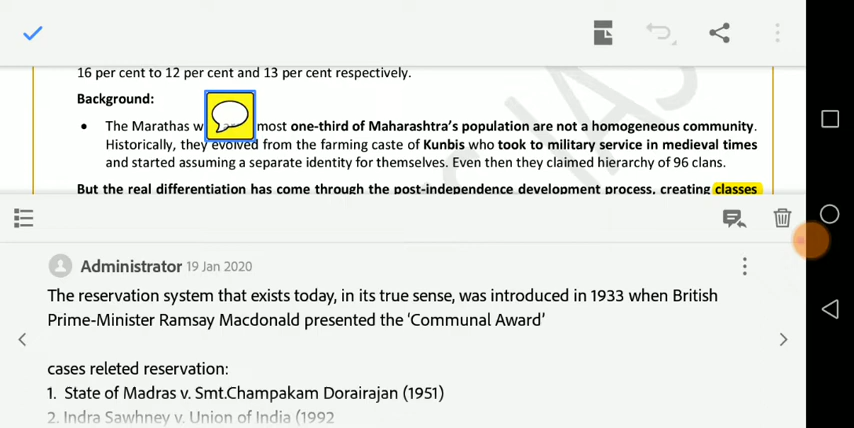 16 per cent to 12 per cent and 13 per cent respectively.
Background:
• The Marathas w most one-third of Maharashtra's population are not a homogeneous community.
Historically, they evolved from the farming caste of Kunbis who took to military service in medieval times
and started assuming a separate identity for themselves. Even then they claimed hierarchy of 96 clans.
But the real differentiation has come through the post-independence development process, creating classes
Administrator 19 Jan 2020
The reservation system that exists today, in its true sense, was introduced in 1933 when British
Prime-Minister Ramsay Macdonald presented the 'Communal Award'
cases releted reservation:
1. State of Madras v. Smt.Champakam Dorairajan (1951)
2. Indra Sawhney v. Union of India (1992